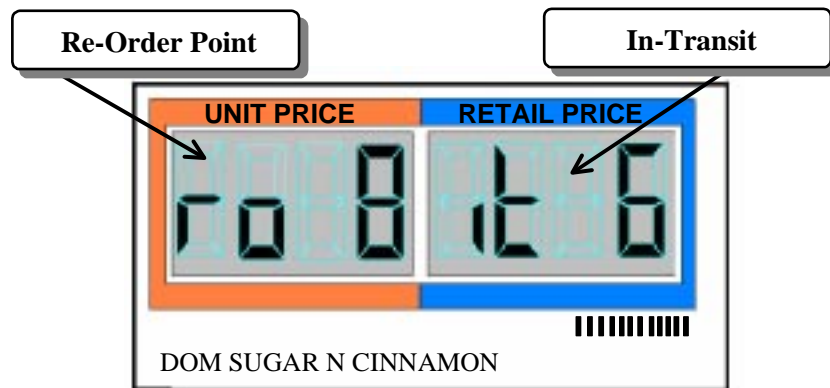 Re-Order Point
In-Transit
UNIT PRICE RETAIL PRICE
ro 8 it 6
DOM SUGAR N CINNAMON